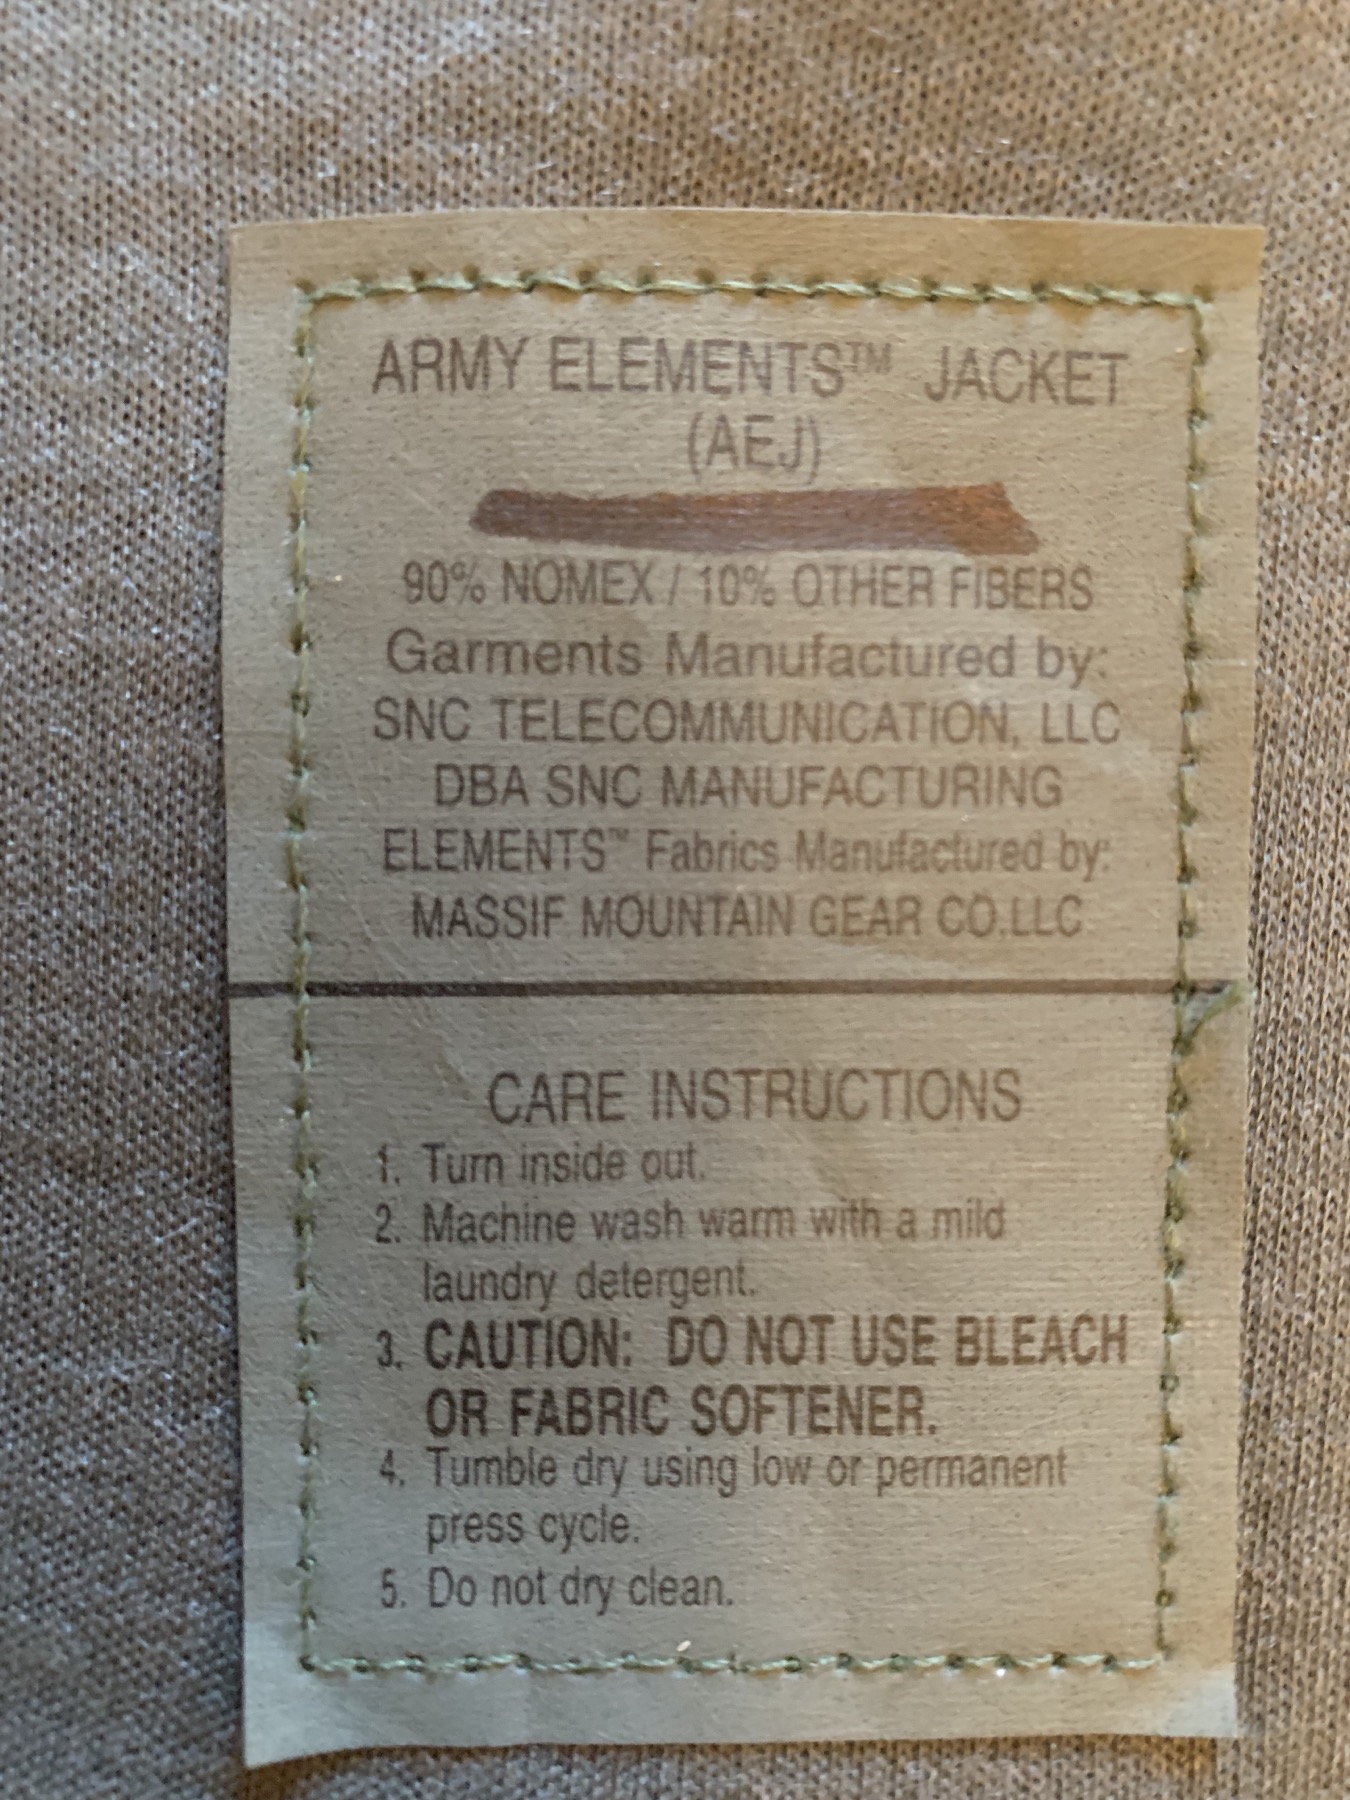 ARMY ELEMENTS™ JACKET
(AEJ)
90% NOMEX / 10% OTHER FIBERS
Garments Manufactured by:
SNC TELECOMMUNICATION, LLC
DBA SNC MANUFACTURING
ELEMENTS™ Fabrics Manufactured by:
MASSIF MOUNTAIN GEAR CO.LLC
CARE INSTRUCTIONS
1. Turn inside out.
2. Machine wash warm with a mild
laundry detergent.
3. CAUTION: DO NOT USE BLEACH
OR FABRIC SOFTENER.
4. Tumble dry using low or permanent
press cycle.
5. Do not dry clean.